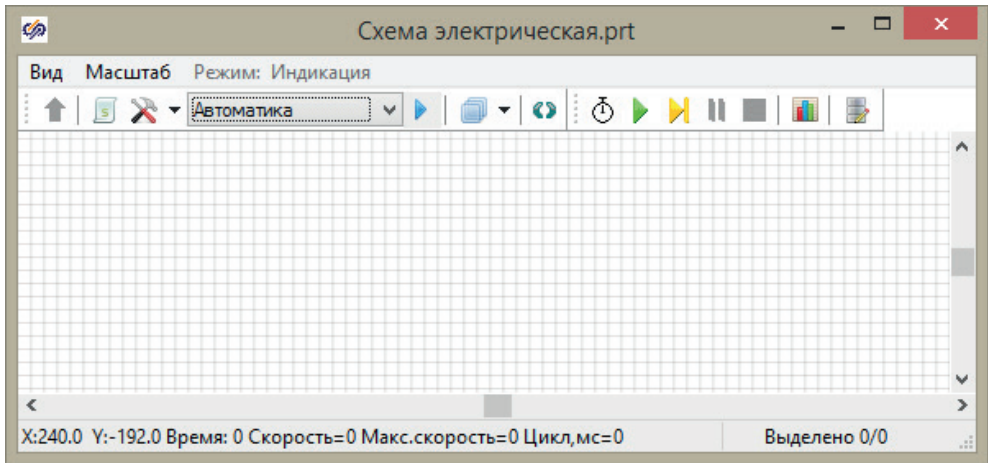 Схема электрическая.prt
Вид Масштаб Режим: Индикация
Автоматика
X:240.0 Y:-192.0 Время: 0 Скорость=0 Макс.скорость=0 Цикл,мс=0 Выделено 0/0